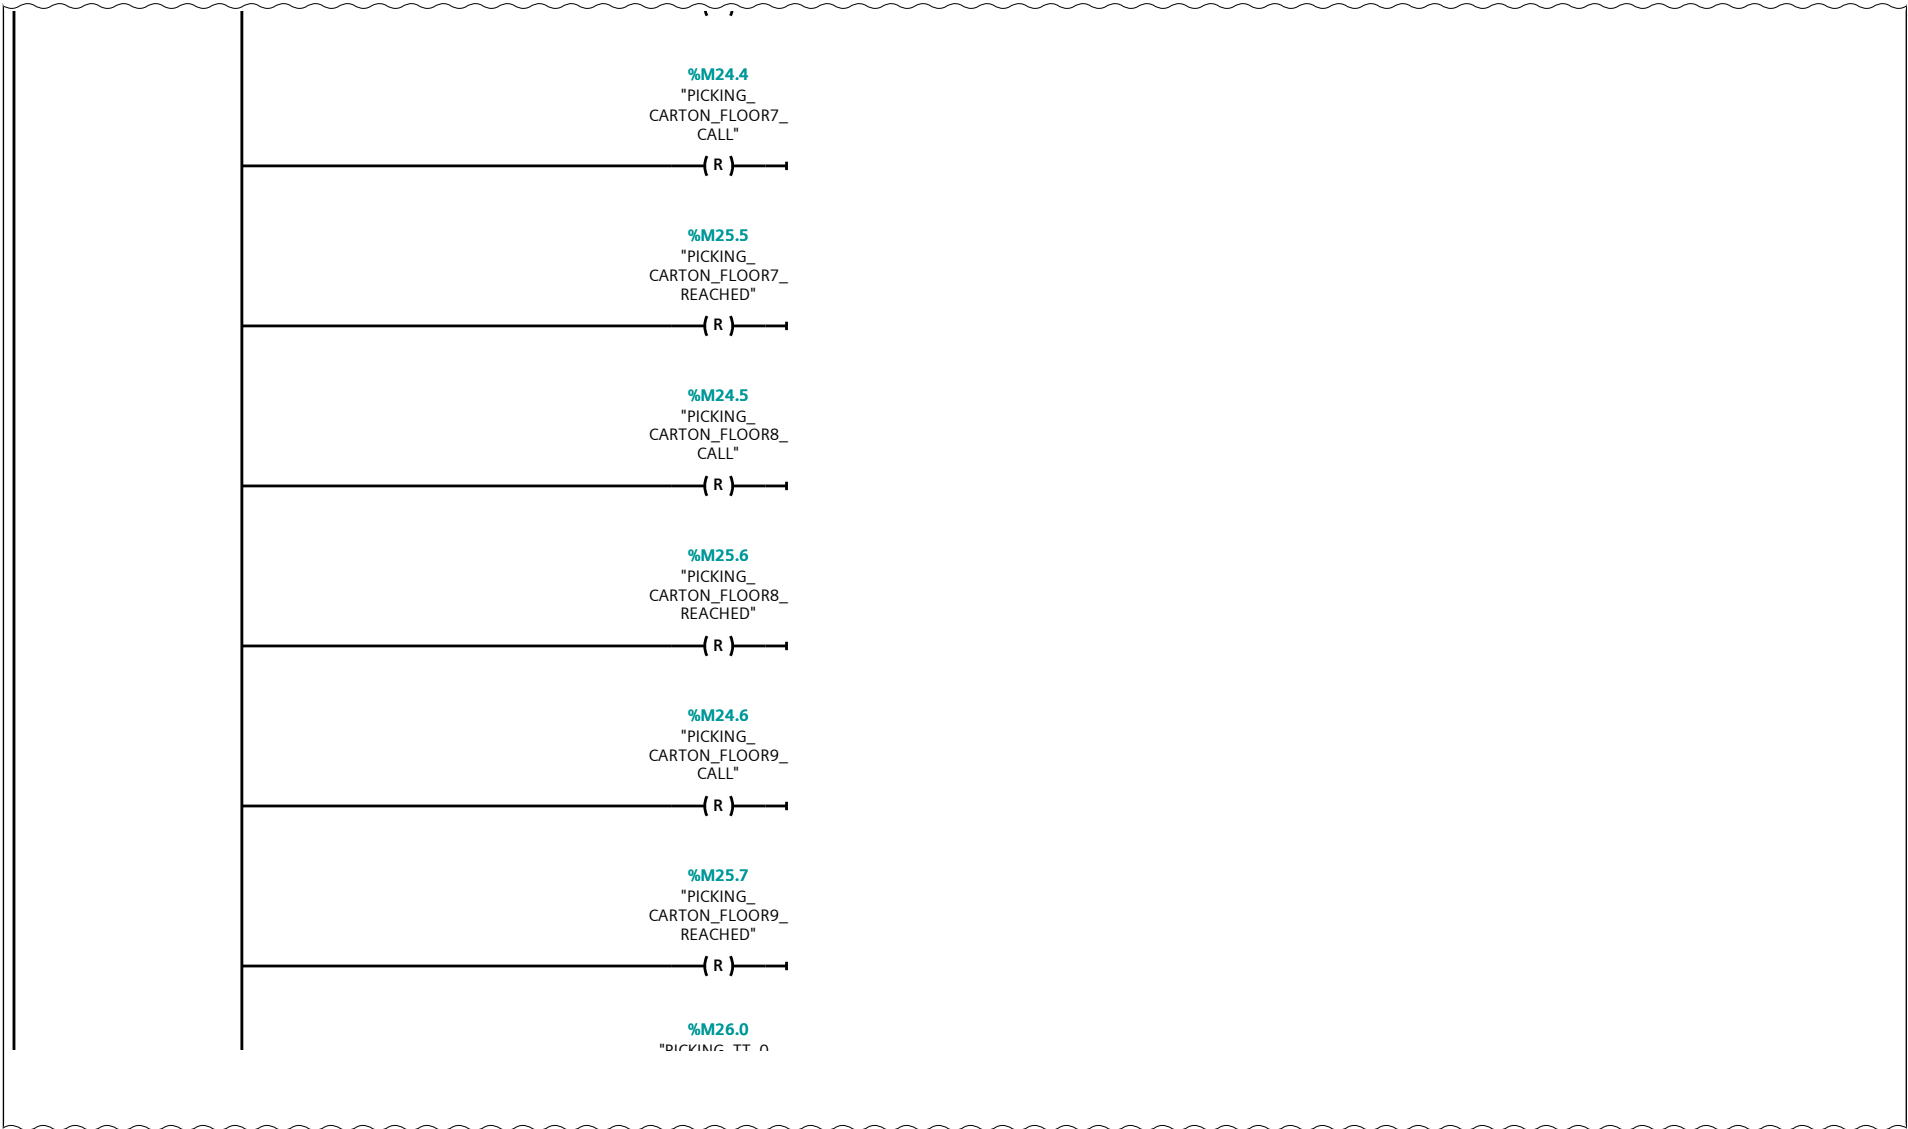 %M24.4
"PICKING_
CARTON_FLOOR7_
CALL"
( R )
%M25.5
"PICKING_
CARTON_FLOOR7_
REACHED"
( R )
%M24.5
"PICKING_
CARTON_FLOOR8_
CALL"
( R )
%M25.6
"PICKING_
CARTON_FLOOR8_
REACHED"
( R )
%M24.6
"PICKING_
CARTON_FLOOR9_
CALL"
( R )
%M25.7
"PICKING_
CARTON_FLOOR9_
REACHED"
( R )
%M26.0
"PICKING_TT_0